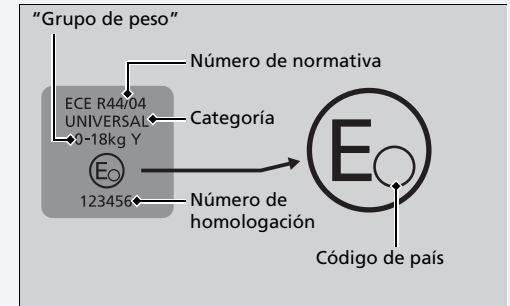 “Grupo de peso”
Número de normativa
ECE R44/04
UNIVERSAL
Categoría
0-18kg Y
E
E
123456
Número de
homologación
Código de país